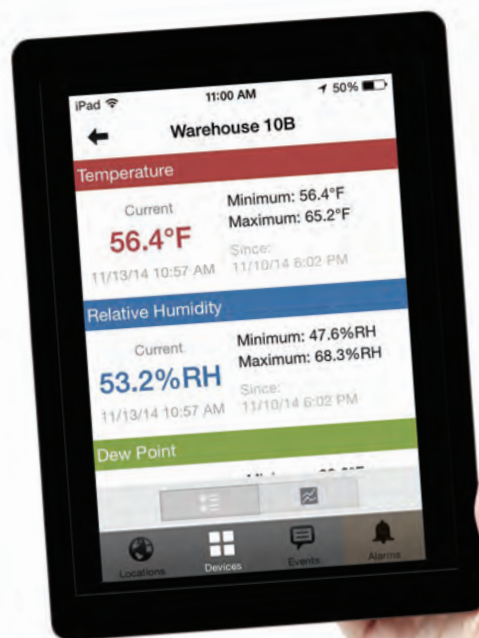 iPad 11:00 AM 50%
Warehouse 10B
Temperature
Current
56.4°F
11/13/14 10:57 AM
Minimum: 56.4°F
Maximum: 65.2°F
Since:
11/10/14 6:02 PM
Relative Humidity
Current
53.2%RH
11/13/14 10:57 AM
Minimum: 47.6%RH
Maximum: 68.3%RH
Since:
11/10/14 6:02 PM
Dew Point
Locations Devices Events Alarms